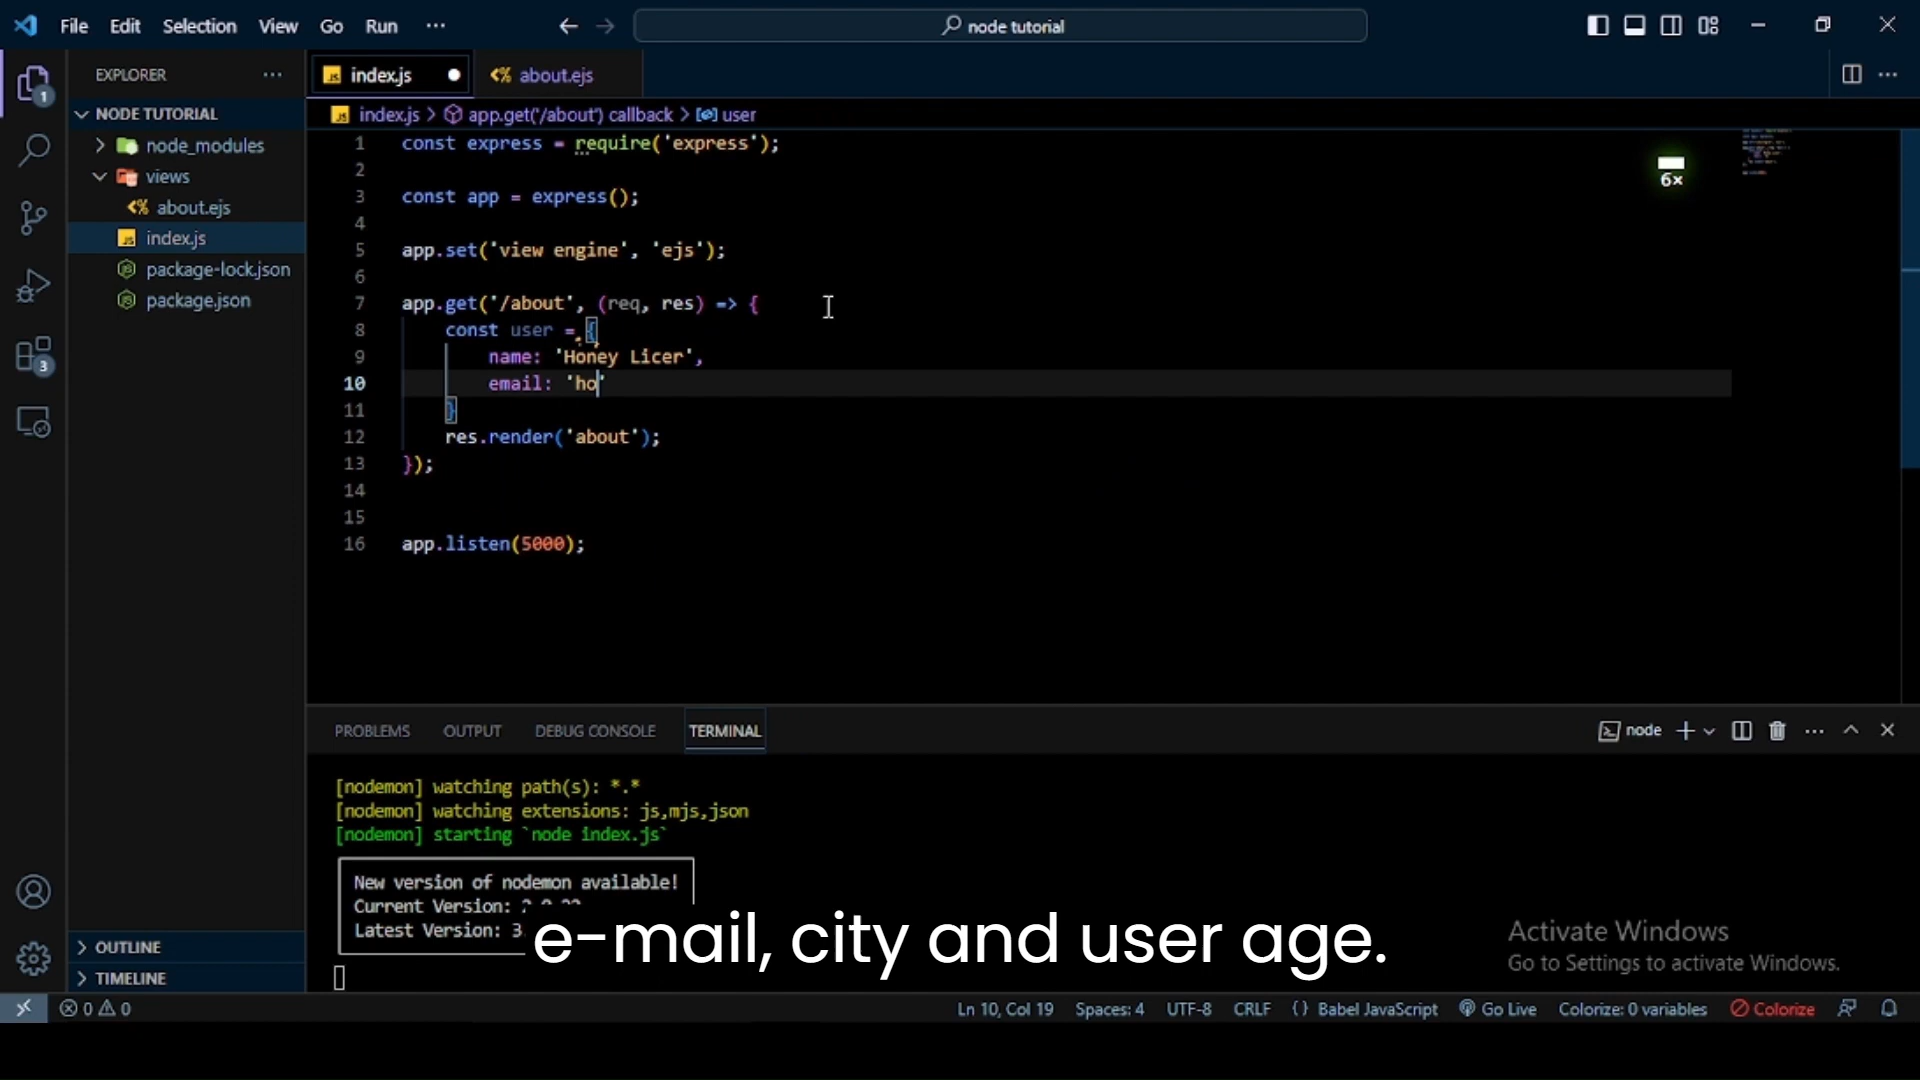 File Edit Selection View Go Run ··· node tutorial
EXPLORER ···
NODE TUTORIAL
node_modules
views
about.ejs
index.js
package-lock.json
package.json
OUTLINE
TIMELINE
1
3
index.js about.ejs
index.js > app.get('/about') callback > user
1 const express = require('express');
2
3 const app = express();
4
5 app.set('view engine', 'ejs');
6
7 app.get('/about', (req, res) => {
8 const user = {
9 name: 'Honey Licer',
10 email: 'ho'
11 }
12 res.render('about');
13 });
14
15
16 app.listen(5000);
6×
PROBLEMS OUTPUT DEBUG CONSOLE TERMINAL
node
[nodemon] watching path(s): *.*
[nodemon] watching extensions: js,mjs,json
[nodemon] starting `node index.js`
New version of nodemon available!
Current Version:
Latest Version: 3
e-mail, city and user age.
Activate Windows
Go to Settings to activate Windows.
0 0 Ln 10, Col 19 Spaces: 4 UTF-8 CRLF {} Babel JavaScript Go Live Colorize: 0 variables Colorize